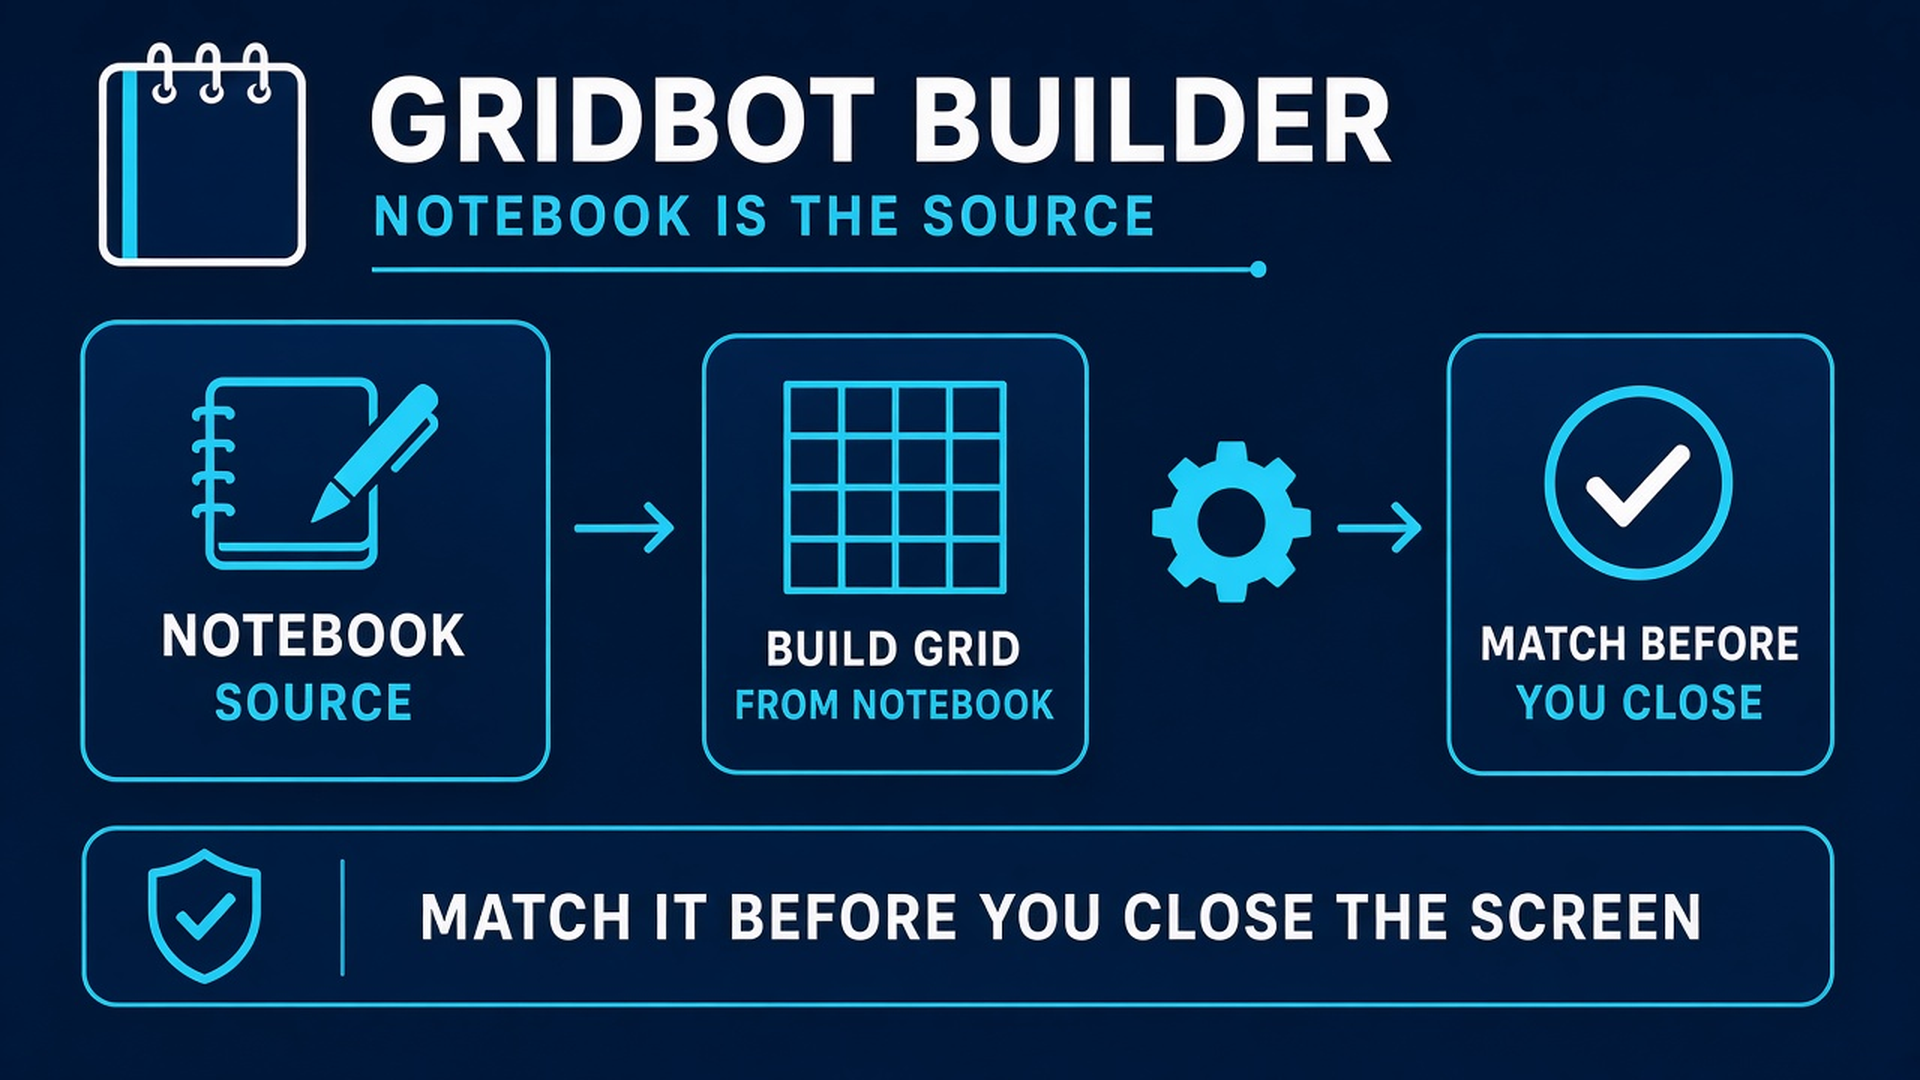 GRIDBOT BUILDER
NOTEBOOK IS THE SOURCE
NOTEBOOK
SOURCE
BUILD GRID
FROM NOTEBOOK
MATCH BEFORE
YOU CLOSE
MATCH IT BEFORE YOU CLOSE THE SCREEN